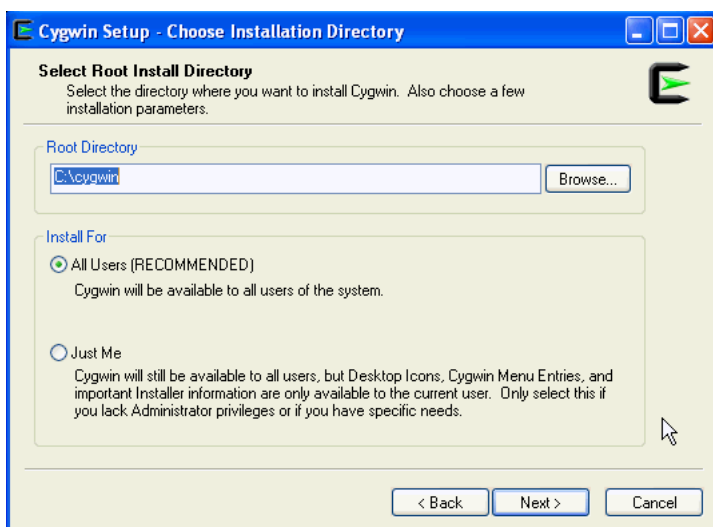 Cygwin Setup - Choose Installation Directory
Select Root Install Directory
Select the directory where you want to install Cygwin. Also choose a few
installation parameters.
Root Directory
C:\cygwin
Browse...
Install For
All Users (RECOMMENDED)
Cygwin will be available to all users of the system.
Just Me
Cygwin will still be available to all users, but Desktop Icons, Cygwin Menu Entries, and
important Installer information are only available to the current user. Only select this if
you lack Administrator privileges or if you have specific needs.
< Back
Next >
Cancel